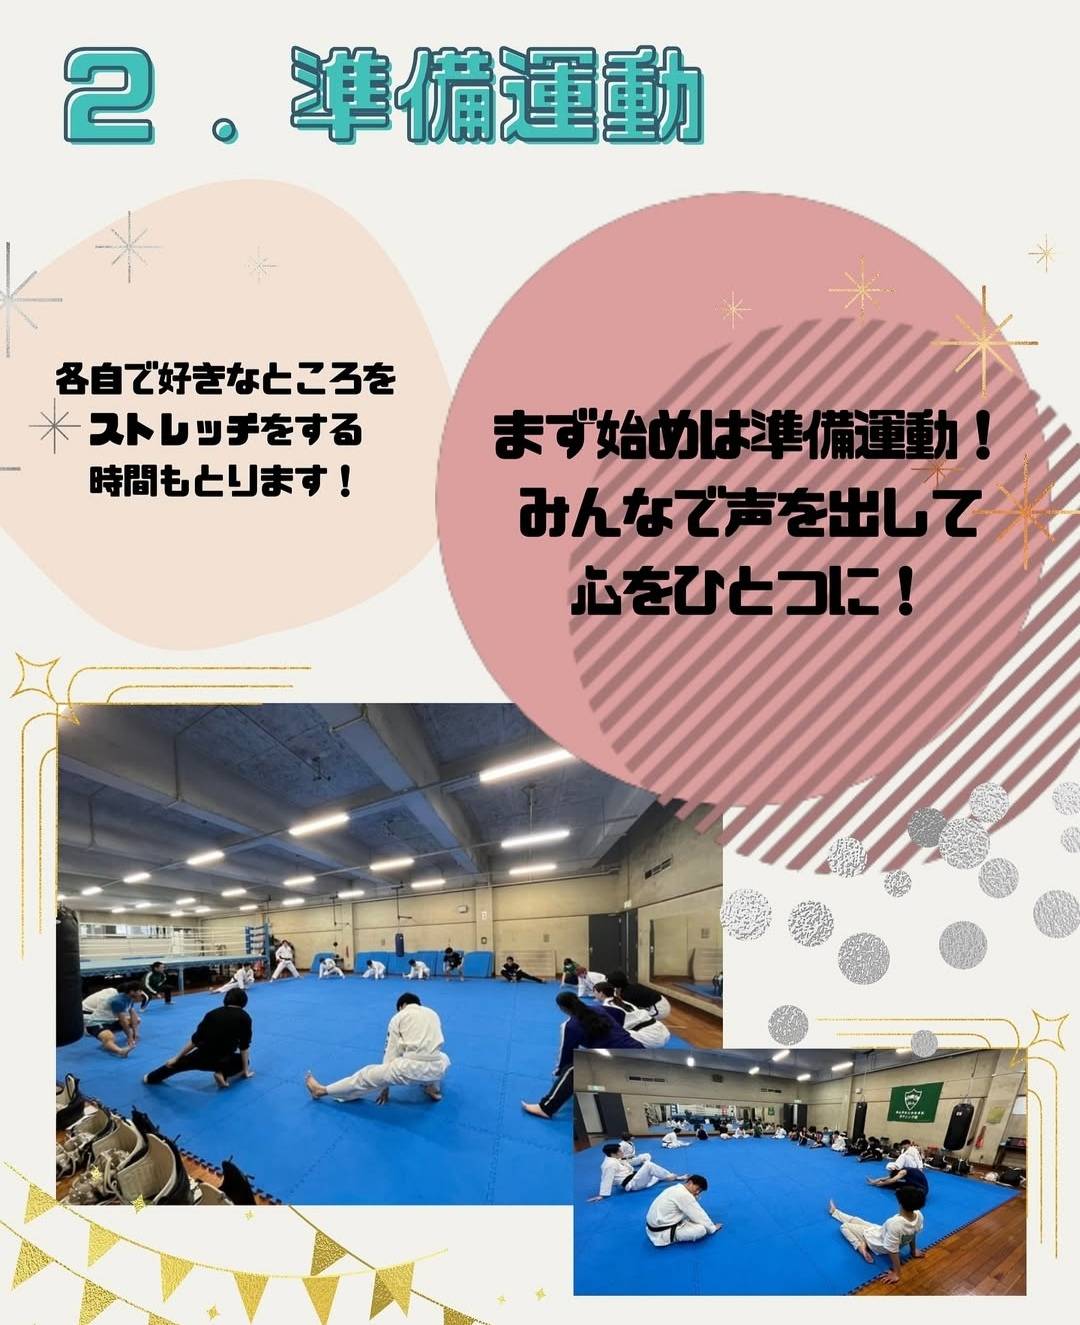 2．準備運動
各自で好きなところを
ストレッチをする
時間もとります！
まず始めは準備運動！
みんなで声を出して
心をひとつに！